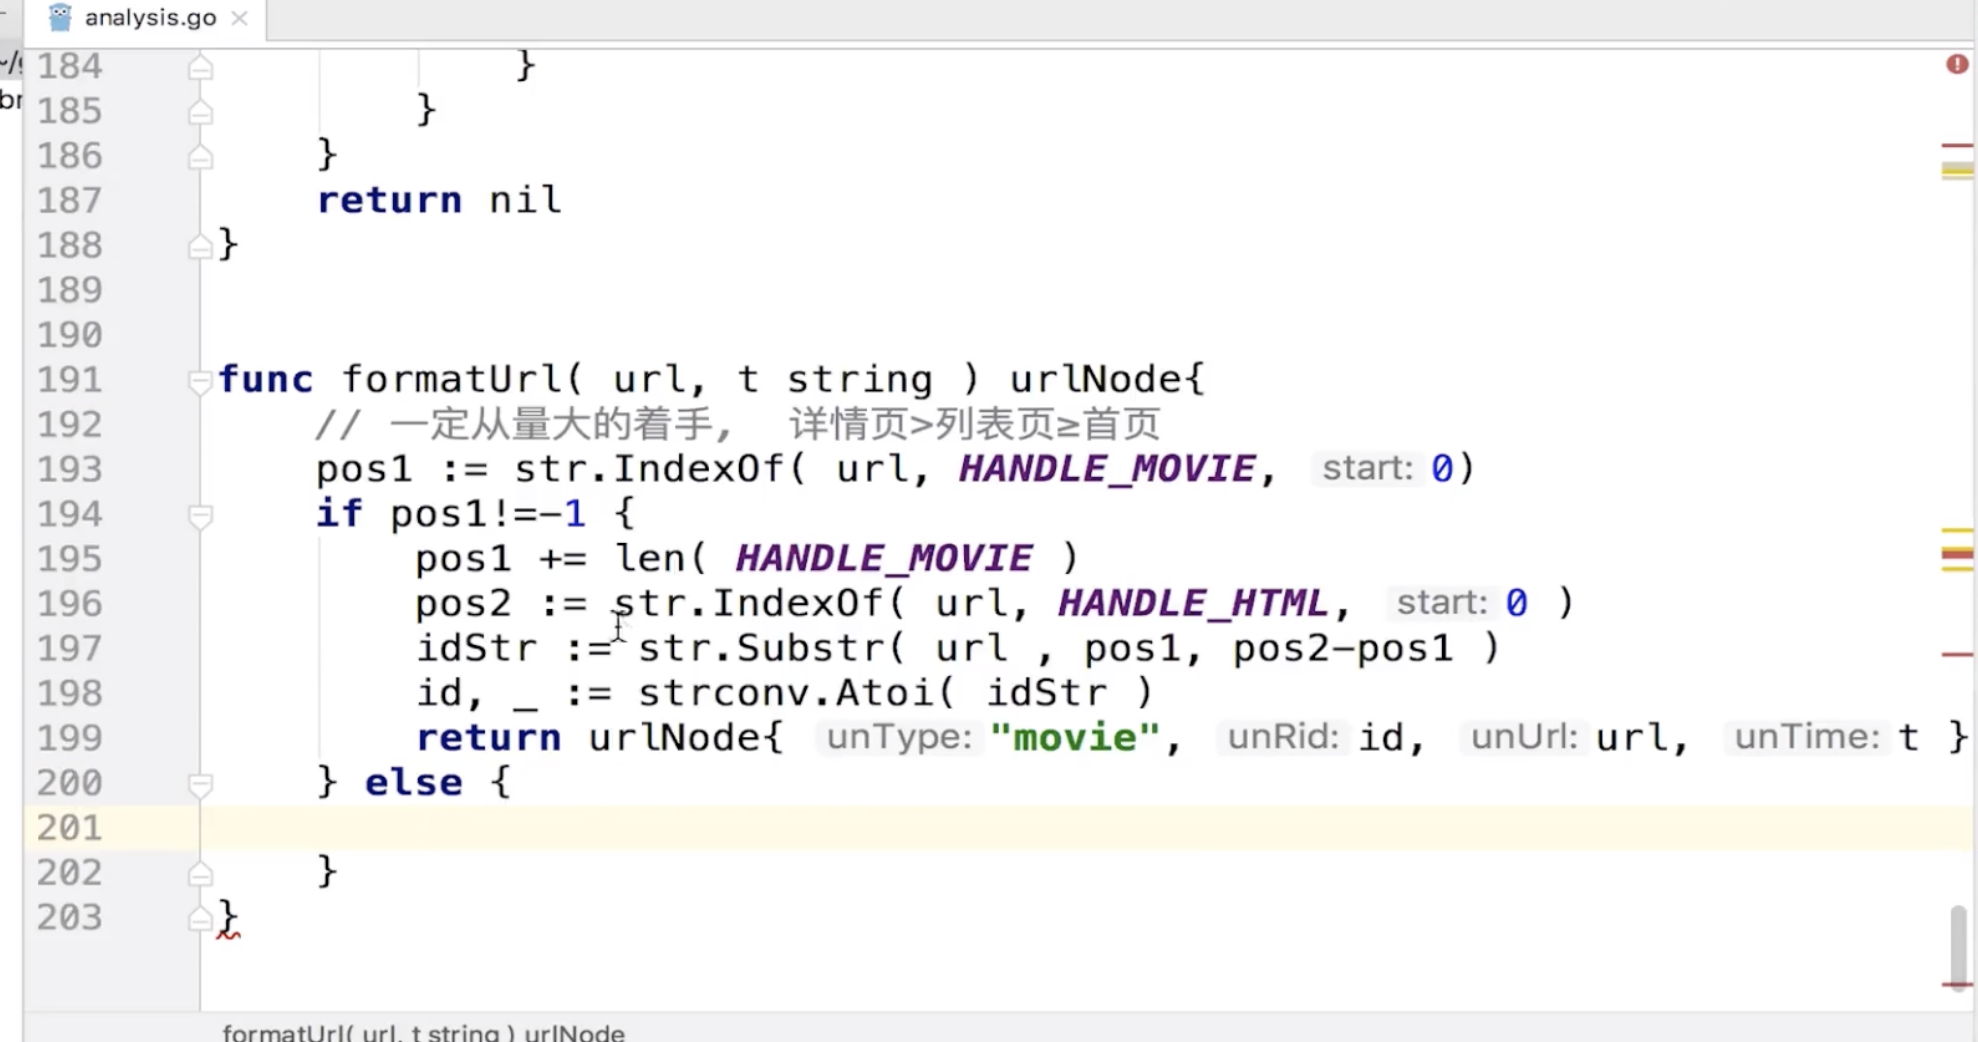 analysis.go
~/g
br
184 }
185 }
186 }
187 return nil
188 }
189
190
191 func formatUrl( url, t string ) urlNode{
192 // 一定从量大的着手， 详情页>列表页≥首页
193 pos1 := str.IndexOf( url, HANDLE_MOVIE, start: 0)
194 if pos1!=-1 {
195 pos1 += len( HANDLE_MOVIE )
196 pos2 := str.IndexOf( url, HANDLE_HTML, start: 0 )
197 idStr := str.Substr( url , pos1, pos2-pos1 )
198 id, _ := strconv.Atoi( idStr )
199 return urlNode{ unType: "movie", unRid: id, unUrl: url, unTime: t }
200 } else {
201
202 }
203 }
formatUrl( url, t string ) urlNode